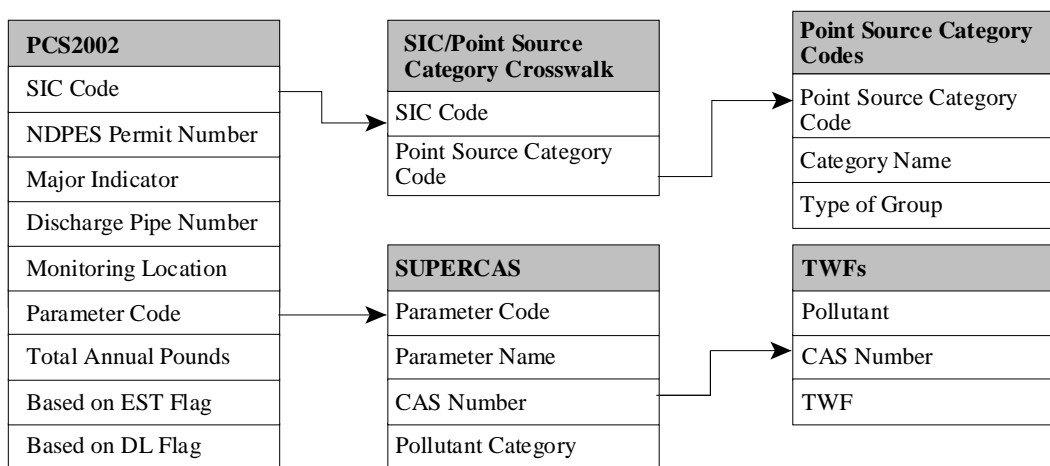 PCS2002
SIC Code
NDPES Permit Number
Major Indicator
Discharge Pipe Number
Monitoring Location
Parameter Code
Total Annual Pounds
Based on EST Flag
Based on DL Flag
SIC/Point Source
Category Crosswalk
SIC Code
Point Source Category
Code
Point Source Category
Codes
Point Source Category
Code
Category Name
Type of Group
SUPERCAS
Parameter Code
Parameter Name
CAS Number
Pollutant Category
TWFs
Pollutant
CAS Number
TWF